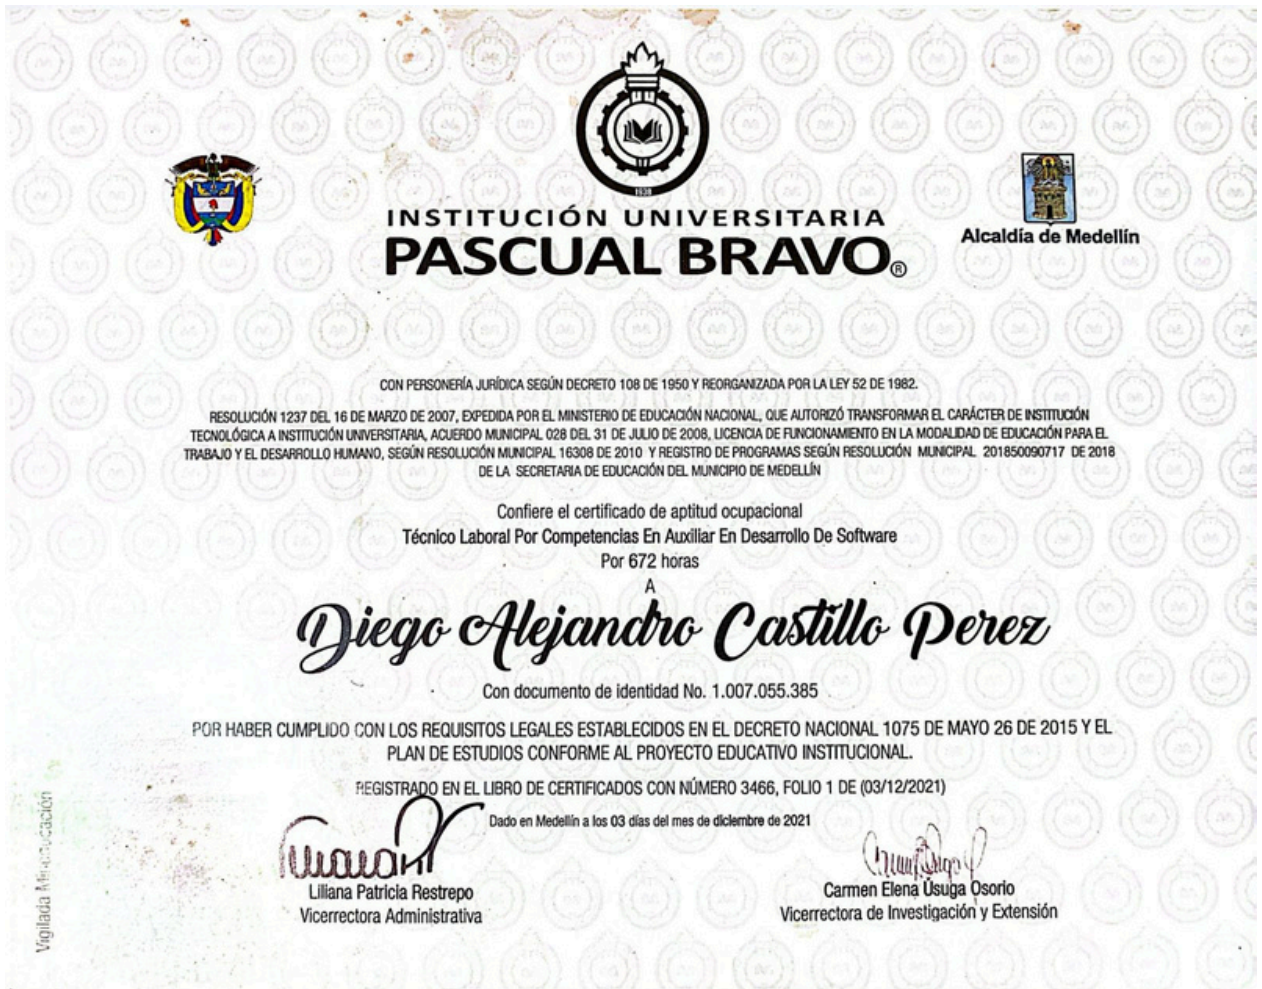 1938
INSTITUCIÓN UNIVERSITARIA
PASCUAL BRAVO®
Alcaldía de Medellín
CON PERSONERÍA JURÍDICA SEGÚN DECRETO 108 DE 1950 Y REORGANIZADA POR LA LEY 52 DE 1982.
RESOLUCIÓN 1237 DEL 16 DE MARZO DE 2007, EXPEDIDA POR EL MINISTERIO DE EDUCACIÓN NACIONAL, QUE AUTORIZÓ TRANSFORMAR EL CARÁCTER DE INSTITUCIÓN
TECNOLÓGICA A INSTITUCIÓN UNIVERSITARIA, ACUERDO MUNICIPAL 028 DEL 31 DE JULIO DE 2008, LICENCIA DE FUNCIONAMIENTO EN LA MODALIDAD DE EDUCACIÓN PARA EL
TRABAJO Y EL DESARROLLO HUMANO, SEGÚN RESOLUCIÓN MUNICIPAL 16308 DE 2010 Y REGISTRO DE PROGRAMAS SEGÚN RESOLUCIÓN MUNICIPAL 201850090717 DE 2018
DE LA SECRETARIA DE EDUCACIÓN DEL MUNICIPIO DE MEDELLÍN
Confiere el certificado de aptitud ocupacional
Técnico Laboral Por Competencias En Auxiliar En Desarrollo De Software
Por 672 horas
A
Diego Alejandro Castillo Perez
Con documento de identidad No. 1.007.055.385
POR HABER CUMPLIDO CON LOS REQUISITOS LEGALES ESTABLECIDOS EN EL DECRETO NACIONAL 1075 DE MAYO 26 DE 2015 Y EL
PLAN DE ESTUDIOS CONFORME AL PROYECTO EDUCATIVO INSTITUCIONAL.
REGISTRADO EN EL LIBRO DE CERTIFICADOS CON NÚMERO 3466, FOLIO 1 DE (03/12/2021)
Dado en Medellín a los 03 días del mes de diciembre de 2021
Liliana Patricia Restrepo
Vicerrectora Administrativa
Carmen Elena Úsuga Osorio
Vicerrectora de Investigación y Extensión
Vigilada Mineducación